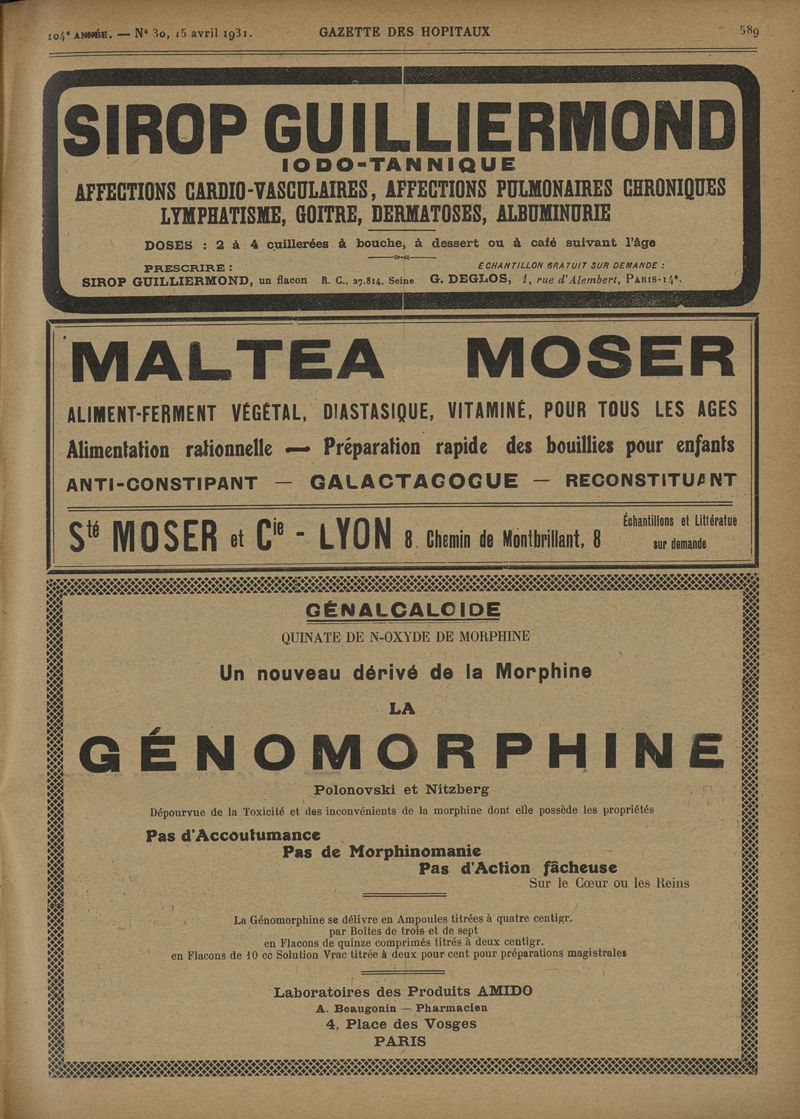 104e ANNÉE. — N° 30, 15 avril 1931.
GAZETTE DES HOPITAUX
589
SIROP GUILLIERMOND
IODO-TANNIQUE
AFFECTIONS CARDIO-VASCULAIRES, AFFECTIONS PULMONAIRES CHRONIQUES
LYMPHATISME, GOITRE, DERMATOSES, ALBUMINURIE
DOSES : 2 à 4 cuillerées à bouche, à dessert ou à café suivant l'âge
PRESCRIRE :
ÉCHANTILLON GRATUIT SUR DEMANDE :
SIROP GUILLIERMOND, un flacon R. C., 27.814, Seine G. DEGLOS, 1, rue d'Alembert, PARIS-14e.
MALTEA MOSER
ALIMENT-FERMENT VÉGÉTAL, DIASTASIQUE, VITAMINÉ, POUR TOUS LES AGES
Alimentation rationnelle — Préparation rapide des bouillies pour enfants
ANTI-CONSTIPANT — GALACTAGOGUE — RECONSTITUANT
Sté MOSER et Cie - LYON 8, Chemin de Montbrillant, 8
Échantillons et Littératue
sur demande
GÉNALCALOIDE
QUINATE DE N-OXYDE DE MORPHINE
Un nouveau dérivé de la Morphine
LA
GÉNOMORPHINE
Polonovski et Nitzberg
Dépourvue de la Toxicité et des inconvénients de la morphine dont elle possède les propriétés
Pas d'Accoutumance
Pas de Morphinomanie
Pas d'Action fâcheuse
Sur le Cœur ou les Reins
La Génomorphine se délivre en Ampoules titrées à quatre centigr.
par Boîtes de trois et de sept
en Flacons de quinze comprimés titrés à deux centigr.
en Flacons de 10 cc Solution Vrac titrée à deux pour cent pour préparations magistrales
Laboratoires des Produits AMIDO
A. Beaugonin — Pharmacien
4, Place des Vosges
PARIS